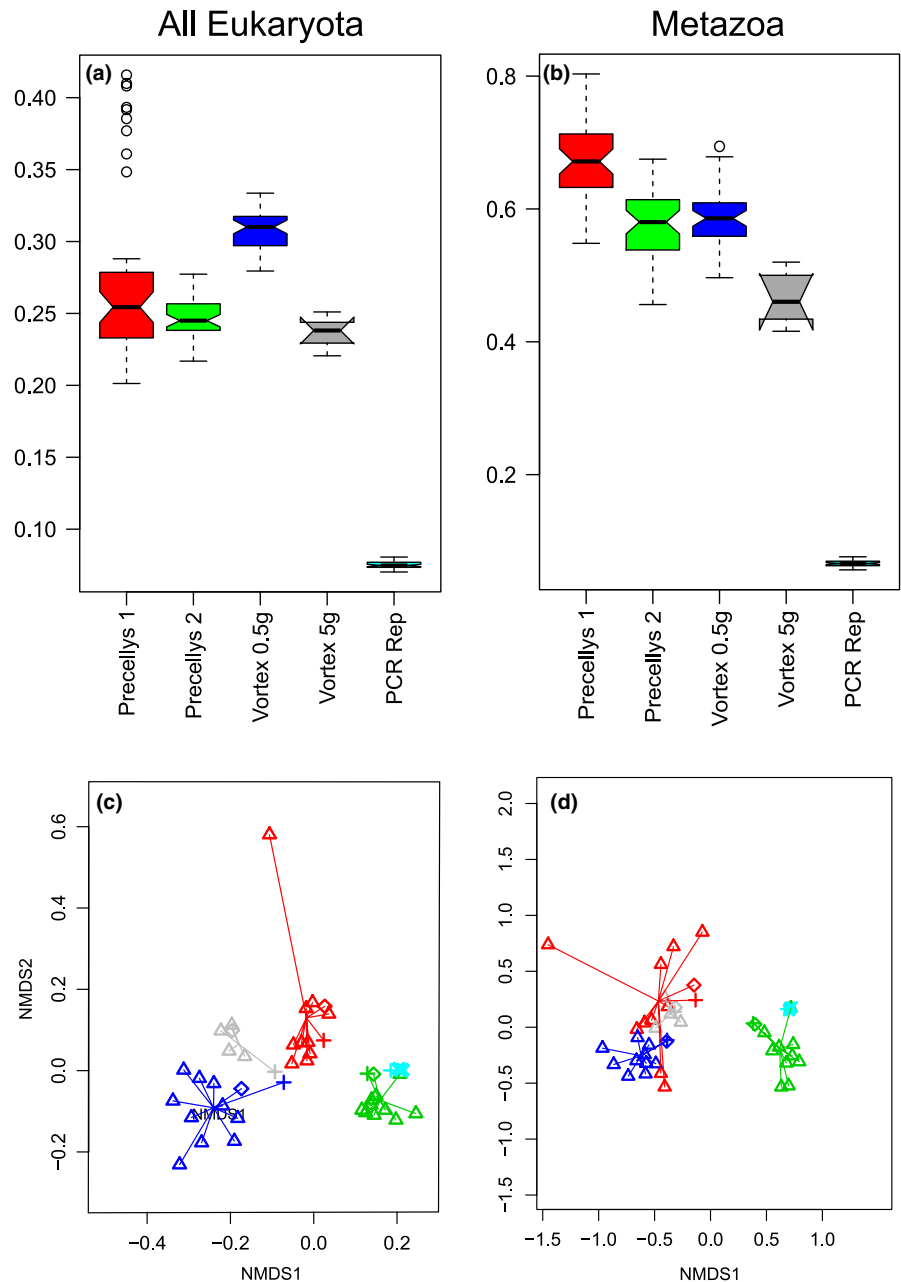 All Eukaryota
Metazoa
(a)
0.40
0.35
0.30
0.25
0.20
0.15
0.10
Precellys 1
Precellys 2
Vortex 0.5g
Vortex 5g
PCR Rep
(b)
0.8
0.6
0.4
0.2
Precellys 1
Precellys 2
Vortex 0.5g
Vortex 5g
PCR Rep
(c)
NMDS2
0.6
0.4
0.2
0.0
−0.2
NMDS1
−0.4
−0.2
0.0
0.2
NMDS1
(d)
2.0
1.5
1.0
0.5
0.0
−0.5
−1.0
−1.5
−1.5
−1.0
−0.5
0.0
0.5
1.0
NMDS1